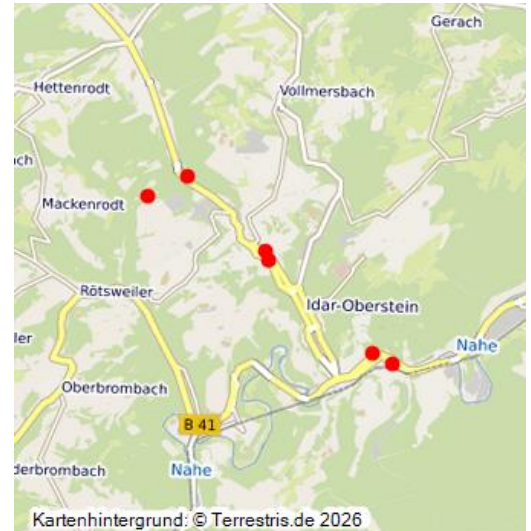 Gerach
Hettenrodt
Vollmersbach
ch
Mackenrodt
Rötsweiler
Idar-Oberstein
ler
Nahe
Oberbrombach
B 41
derbrombach
Nahe
Kartenhintergrund: © Terrestris.de 2026